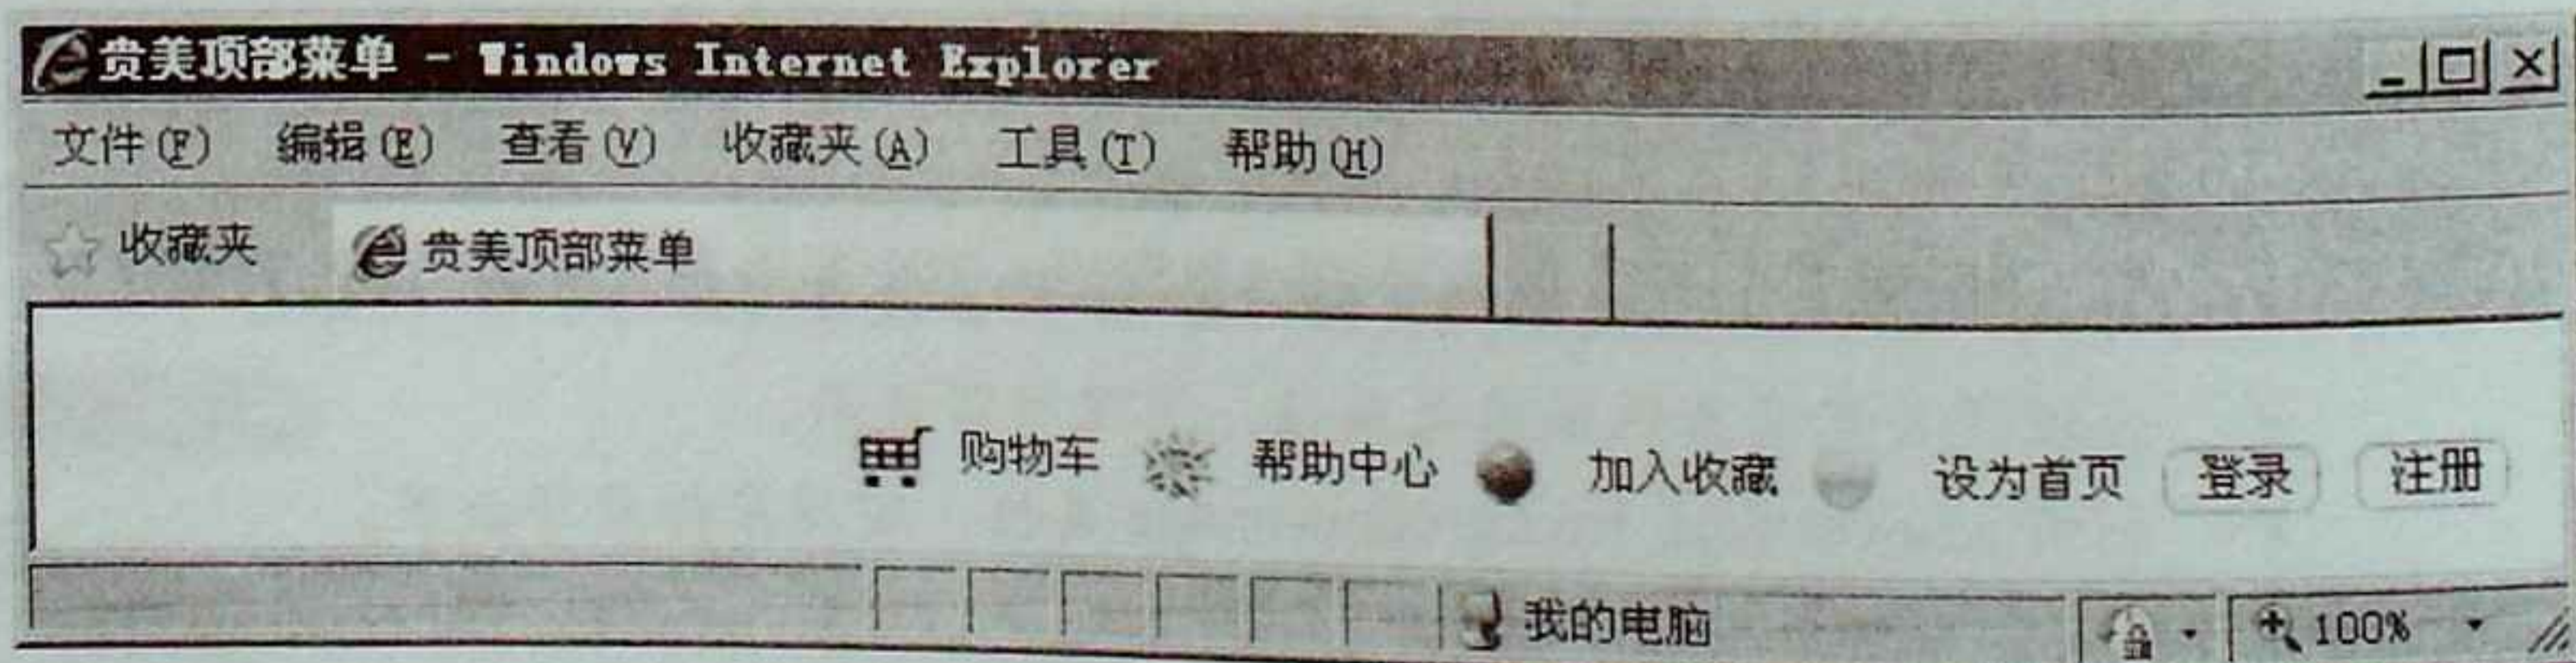 贵美顶部菜单 - Windows Internet Explorer
文件(F) 编辑(E) 查看(V) 收藏夹(A) 工具(T) 帮助(H)
收藏夹 贵美顶部菜单
购物车 帮助中心 加入收藏 设为首页 登录 注册
我的电脑 100%